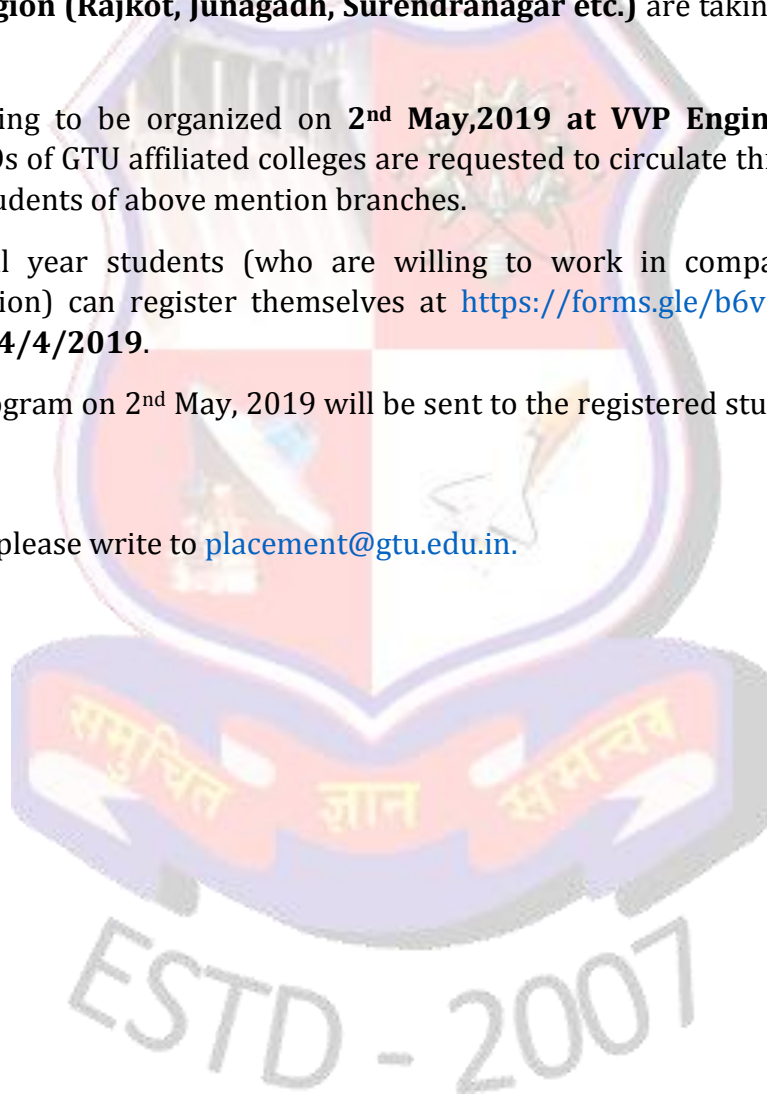 gion (Rajkot, Junagadh, Surendranagar etc.) are takin
ing to be organized on 2nd May,2019 at VVP Engin
Os of GTU affiliated colleges are requested to circulate th
udents of above mention branches.
l year students (who are willing to work in compa
ion) can register themselves at https://forms.gle/b6v
4/4/2019.
ogram on 2nd May, 2019 will be sent to the registered stu
please write to placement@gtu.edu.in.
समुचित ज्ञान समन्वय
ESTD - 2007